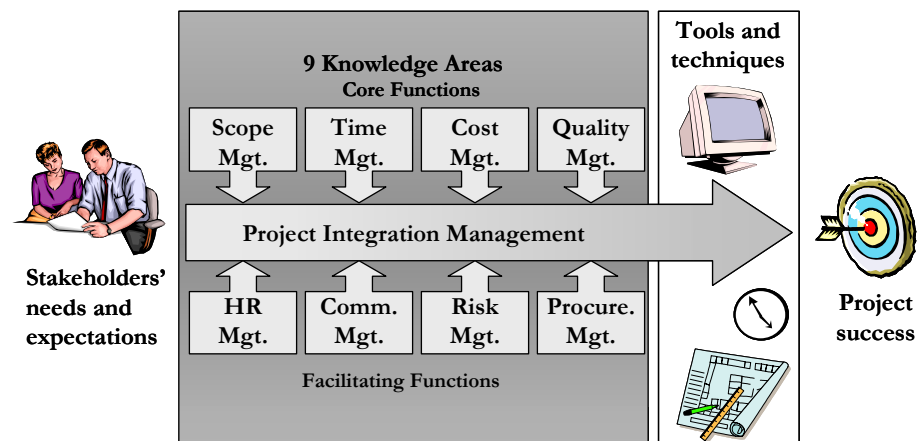 Tools and
techniques
9 Knowledge Areas
Core Functions
Scope
Mgt.
Time
Mgt.
Cost
Mgt.
Quality
Mgt.
Project Integration Management
Stakeholders'
needs and
expectations
HR
Mgt.
Comm.
Mgt.
Risk
Mgt.
Procure.
Mgt.
Facilitating Functions
Project
success